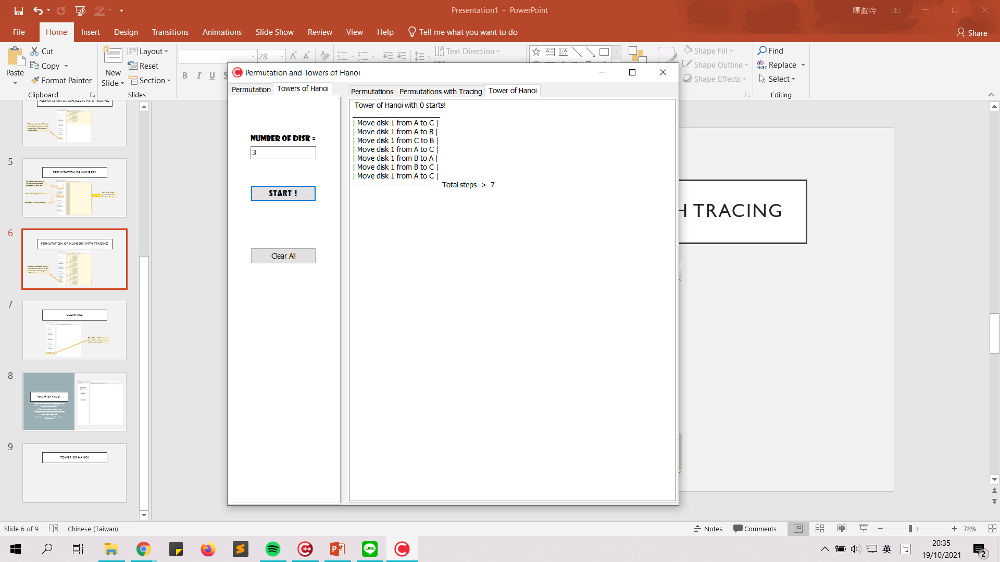 Presentation1 - PowerPoint
陳盈均
File Home Insert Design Transitions Animations Slide Show Review View Help Tell me what you want to do
Share
Paste
Cut
Copy
Format Painter
Clipboard
New Slide
Layout
Reset
Section
Slides
28
B I U S
Text Direction
Shape Fill
Shape Outline
Shape Effects
Find
Replace
Select
Editing
Permutation and Towers of Hanoi
Permutation Towers of Hanoi
Permutations Permutations with Tracing Tower of Hanoi
NUMBER OF DISK =
3
START !
Clear All
Tower of Hanoi with 0 starts!
| Move disk 1 from A to C |
| Move disk 1 from A to B |
| Move disk 1 from C to B |
| Move disk 1 from A to C |
| Move disk 1 from B to A |
| Move disk 1 from B to C |
| Move disk 1 from A to C |
-------------------------------- Total steps -> 7
H TRACING
PERMUTATION OF ALPHABETS WITH TRACING
5
PERMUTATION OF NUMBERS
6
PERMUTATION OF NUMBERS WITH TRACING
7
CLEAR ALL
8
TOWER OF HANOI
9
TOWER OF HANOI
Slide 6 of 9
Chinese (Taiwan)
Notes
Comments
78%
英
20:35
19/10/2021
2